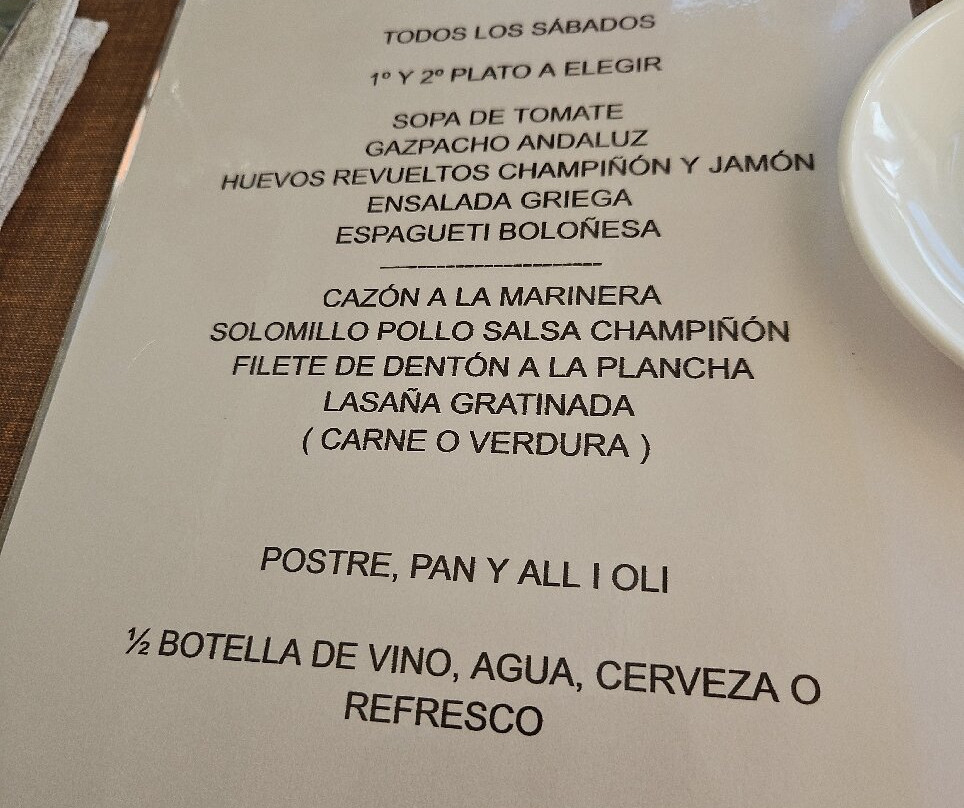 TODOS LOS SÁBADOS
1º Y 2º PLATO A ELEGIR
SOPA DE TOMATE
GAZPACHO ANDALUZ
HUEVOS REVUELTOS CHAMPIÑÓN Y JAMÓN
ENSALADA GRIEGA
ESPAGUETI BOLOÑESA
-----------------------
CAZÓN A LA MARINERA
SOLOMILLO POLLO SALSA CHAMPIÑÓN
FILETE DE DENTÓN A LA PLANCHA
LASAÑA GRATINADA
( CARNE O VERDURA )
POSTRE, PAN Y ALL I OLI
½ BOTELLA DE VINO, AGUA, CERVEZA O
REFRESCO